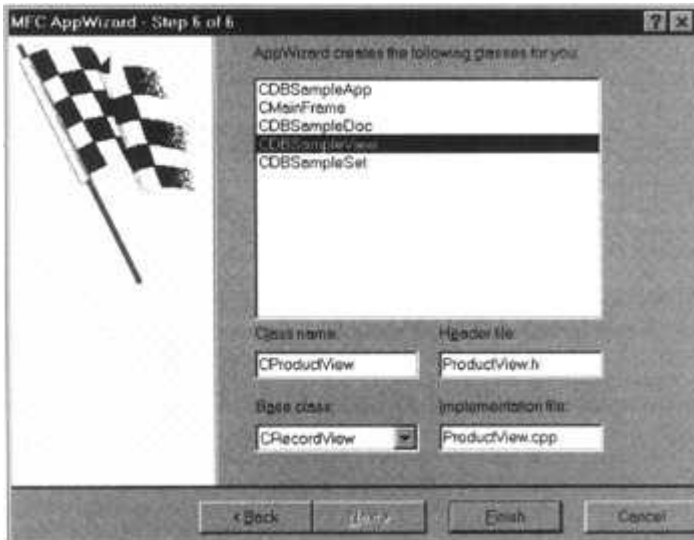 MFC AppWizard - Step 6 of 6
AppWizard creates the following classes for you:
CDBSampleApp
CMainFrame
CDBSampleDoc
CDBSampleView
CDBSampleSet
Class name:
Header file:
CProductView
ProductView.h
Base class:
Implementation file:
CRecordView
ProductView.cpp
< Back
Finish
Cancel